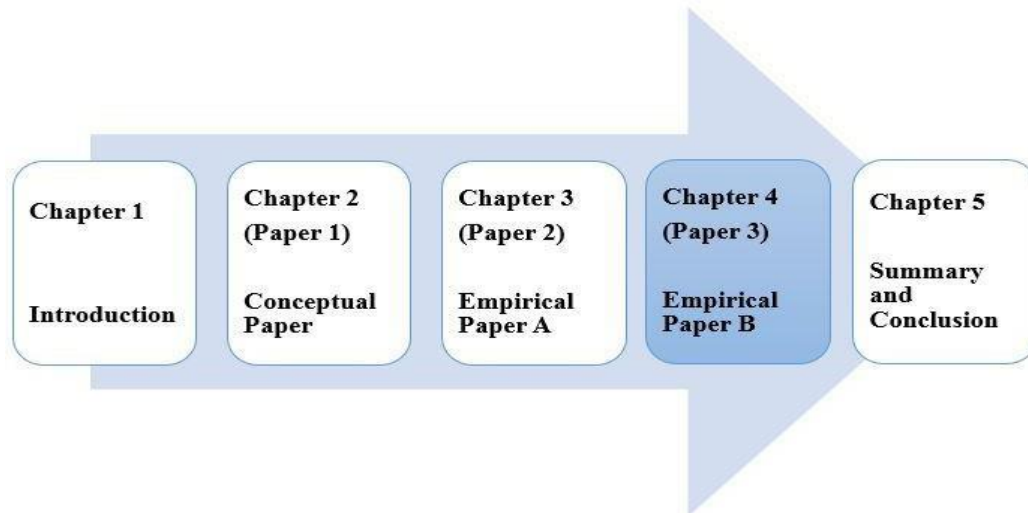 Chapter 1
Introduction
Chapter 2
(Paper 1)
Conceptual
Paper
Chapter 3
(Paper 2)
Empirical
Paper A
Chapter 4
(Paper 3)
Empirical
Paper B
Chapter 5
Summary
and
Conclusion